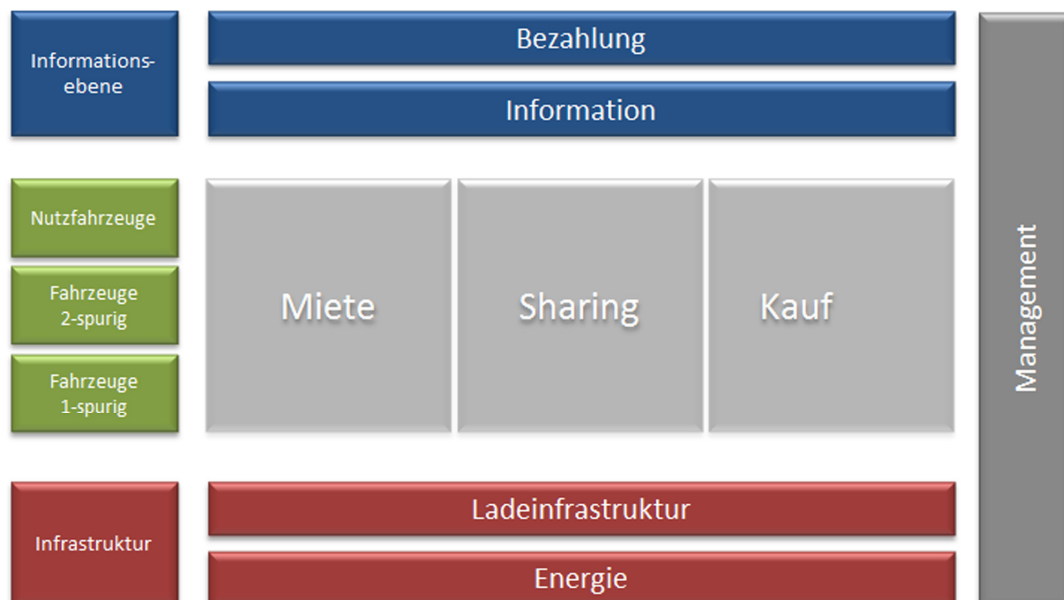 Informations-
ebene
Bezahlung
Information
Nutzfahrzeuge
Fahrzeuge
2-spurig
Fahrzeuge
1-spurig
Miete
Sharing
Kauf
Infrastruktur
Ladeinfrastruktur
Energie
Management